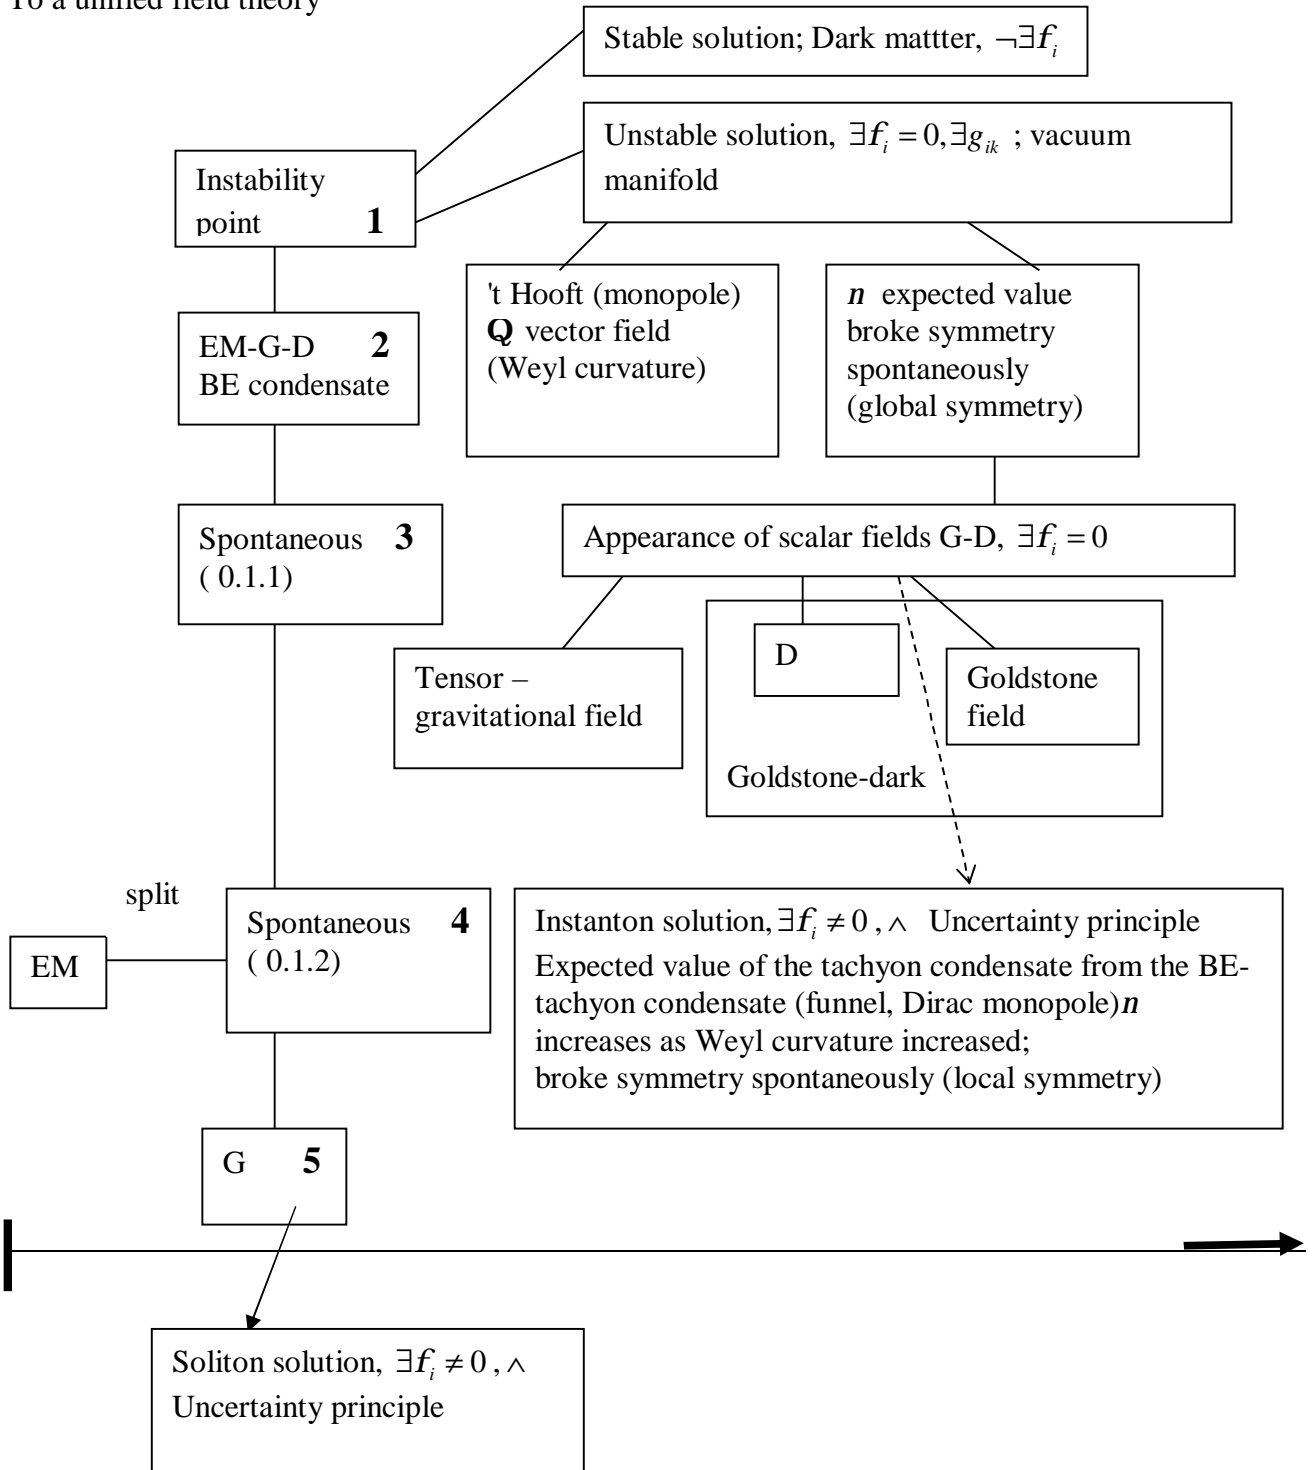 To a unified field theory
Stable solution; Dark mattter, ¬∃f_i
Unstable solution, ∃f_i = 0, ∃g_ik ; vacuum
manifold
Instability
point 1
't Hooft (monopole)
Q vector field
(Weyl curvature)
n expected value
broke symmetry
spontaneously
(global symmetry)
EM-G-D 2
BE condensate
Spontaneous 3
( 0.1.1)
Appearance of scalar fields G-D, ∃f_i = 0
Tensor –
gravitational field
D
Goldstone
field
Goldstone-dark
split
EM
Spontaneous 4
( 0.1.2)
Instanton solution, ∃f_i ≠ 0 , ∧ Uncertainty principle
Expected value of the tachyon condensate from the BE-
tachyon condensate (funnel, Dirac monopole) n
increases as Weyl curvature increased;
broke symmetry spontaneously (local symmetry)
G 5
Soliton solution, ∃f_i ≠ 0 , ∧
Uncertainty principle